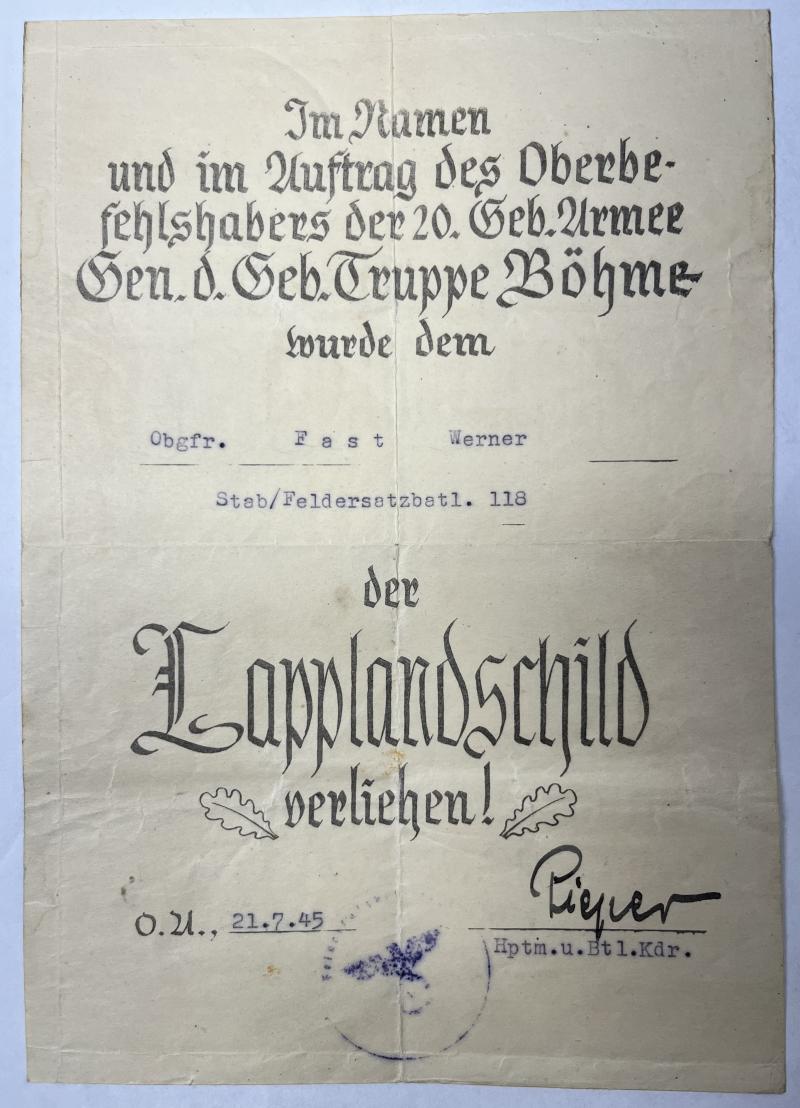 Im Namen
und im Auftrag des Oberbe-
fehlshabers der 20. Geb. Armee
Gen. d. Geb. Truppe Böhme
wurde dem
Obgfr. F a s t Werner
Stab/Feldersatzbatl. 118
der
Lapplandschild
verliehen!
O.U., 21.7.45
Pieper
Hptm.u.Btl.Kdr.